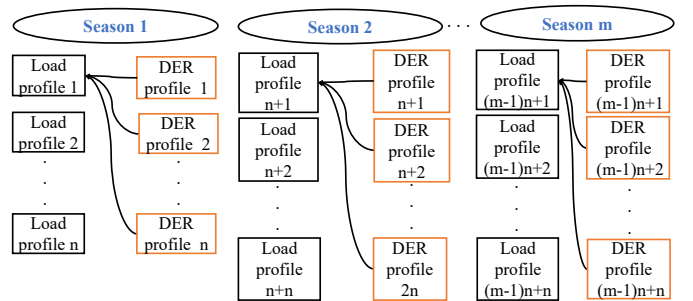 Season 1
Season 2
. . .
Season m
Load
profile 1
DER
profile 1
Load
profile 2
DER
profile 2
.
.
.
.
.
.
Load
profile n
DER
profile n
Load
profile
n+1
DER
profile
n+1
Load
profile
n+2
DER
profile
n+2
.
.
.
.
.
.
Load
profile
n+n
DER
profile
2n
Load
profile
(m-1)n+1
DER
profile
(m-1)n+1
Load
profile
(m-1)n+2
DER
profile
(m-1)n+2
.
.
.
.
.
.
Load
profile
(m-1)n+n
DER
profile
(m-1)n+n